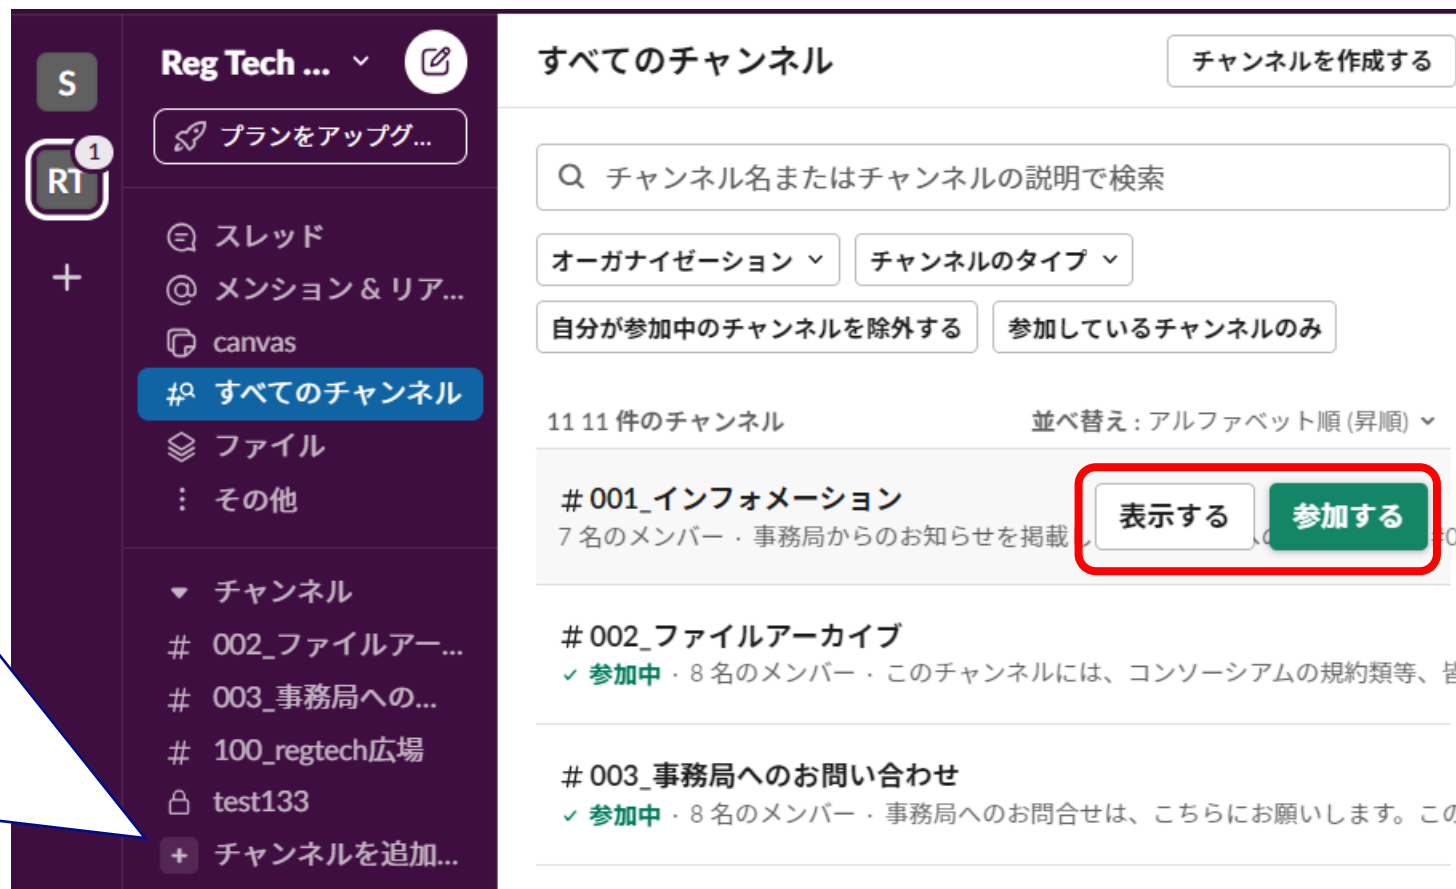 S
RT
1
Reg Tech ...
プランをアップグ...
スレッド
メンション & リア...
canvas
すべてのチャンネル
ファイル
その他
チャンネル
# 002_ファイルアー...
# 003_事務局への...
# 100_regtech広場
test133
+ チャンネルを追加...
すべてのチャンネル
チャンネルを作成する
チャンネル名またはチャンネルの説明で検索
オーガナイゼーション
チャンネルのタイプ
自分が参加中のチャンネルを除外する
参加しているチャンネルのみ
11 11 件のチャンネル
並べ替え : アルファベット順 (昇順)
# 001_インフォメーション
7 名のメンバー · 事務局からのお知らせを掲載し
表示する
参加する
# 002_ファイルアーカイブ
✓ 参加中 · 8 名のメンバー · このチャンネルには、コンソーシアムの規約類等、皆
# 003_事務局へのお問い合わせ
✓ 参加中 · 8 名のメンバー · 事務局へのお問合せは、こちらにお願いします。この